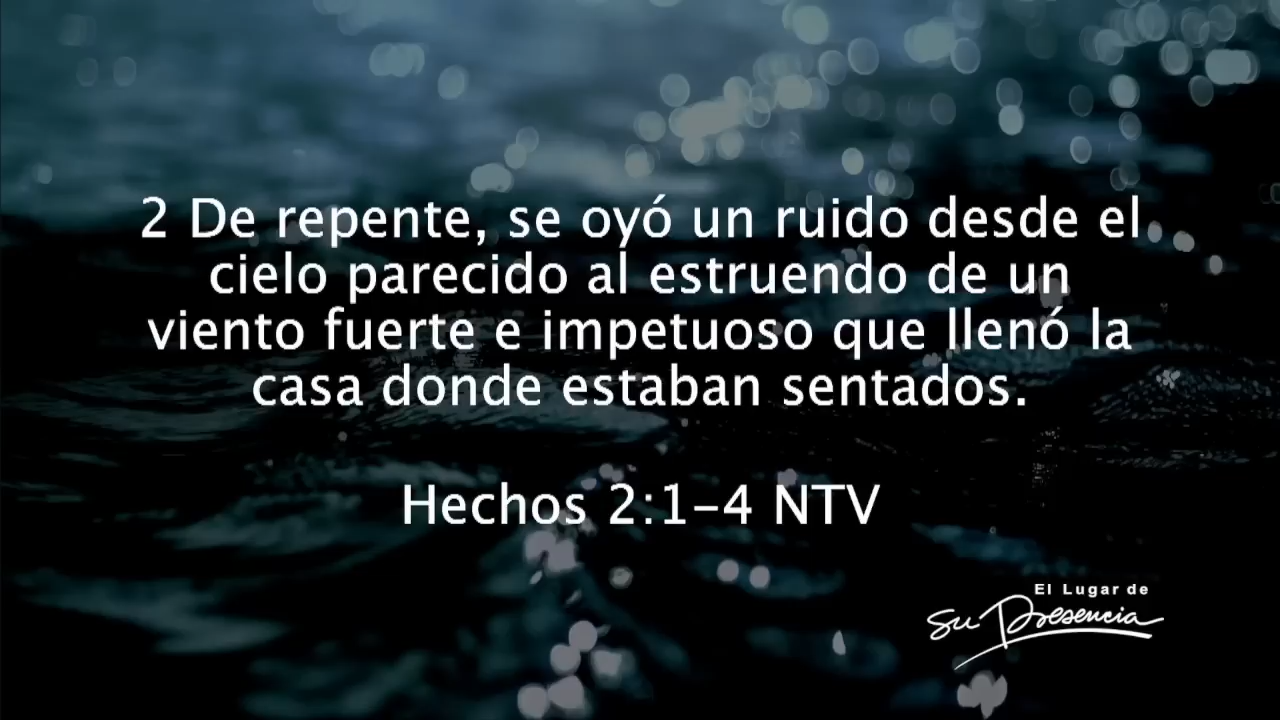 2 De repente, se oyó un ruido desde el
cielo parecido al estruendo de un
viento fuerte e impetuoso que llenó la
casa donde estaban sentados.
Hechos 2:1-4 NTV
El Lugar de
Su Presencia